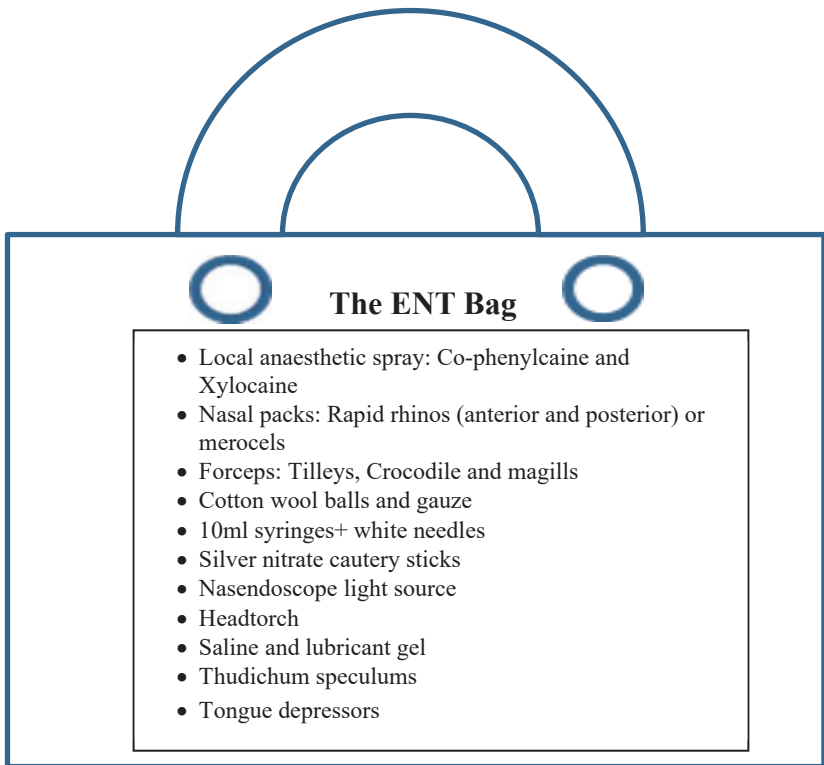 The ENT Bag
• Local anaesthetic spray: Co-phenylcaine and
Xylocaine
• Nasal packs: Rapid rhinos (anterior and posterior) or
merocels
• Forceps: Tilleys, Crocodile and magills
• Cotton wool balls and gauze
• 10ml syringes+ white needles
• Silver nitrate cautery sticks
• Nasendoscope light source
• Headtorch
• Saline and lubricant gel
• Thudichum speculums
• Tongue depressors